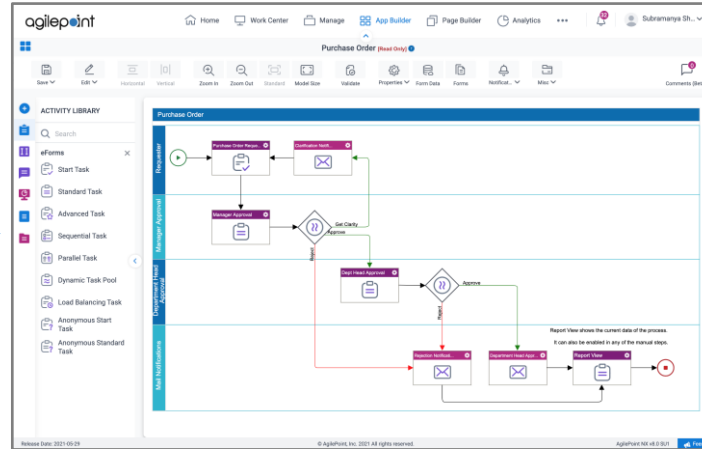 agilepoint
Home
Work Center
Manage
App Builder
Page Builder
Analytics
Subramanya Sh...
Purchase Order (Read Only)
Save
Edit
Horizontal
Vertical
Zoom In
Zoom Out
Standard
Model Size
Validate
Properties
Form Data
Forms
Notificat...
Misc
Comments (Bet
ACTIVITY LIBRARY
Search
eForms
Start Task
Standard Task
Advanced Task
Sequential Task
Parallel Task
Dynamic Task Pool
Load Balancing Task
Anonymous Start
Task
Anonymous Standard
Task
Purchase Order
Requester
Purchase Order Reque...
Clarification Notifi...
Manager Approval
Manager Approval
Get Clarity
Approve
Reject
Department Head
Approval
Dept Head Approval
Approve
Reject
Mail Notifications
Report View shows the current data of the process.
It can also be enabled in any of the manual steps.
Rejection Notificati...
Department Head Appr...
Report View
Release Date: 2021-05-29
© AgilePoint, Inc. 2021 All rights reserved.
AgilePoint NX v8.0 SU1
Fee